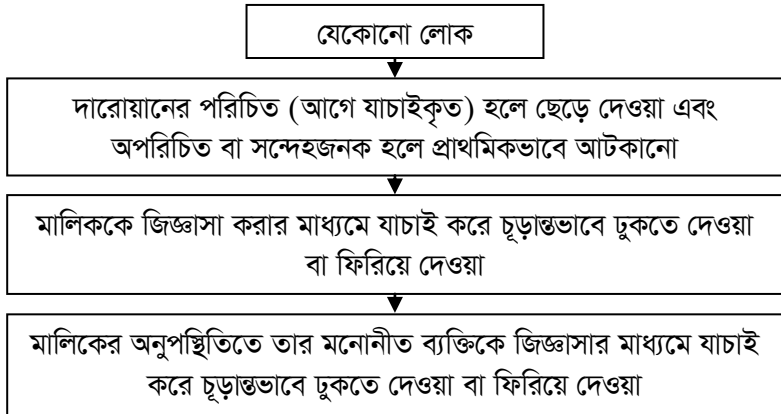 যেকোনো লোক
দারোয়ানের পরিচিত (আগে যাচাইকৃত) হলে ছেড়ে দেওয়া এবং
অপরিচিত বা সন্দেহজনক হলে প্রাথমিকভাবে আটকানো
মালিককে জিজ্ঞাসা করার মাধ্যমে যাচাই করে চূড়ান্তভাবে ঢুকতে দেওয়া
বা ফিরিয়ে দেওয়া
মালিকের অনুপস্থিতিতে তার মনোনীত ব্যক্তিকে জিজ্ঞাসার মাধ্যমে যাচাই
করে চূড়ান্তভাবে ঢুকতে দেওয়া বা ফিরিয়ে দেওয়া